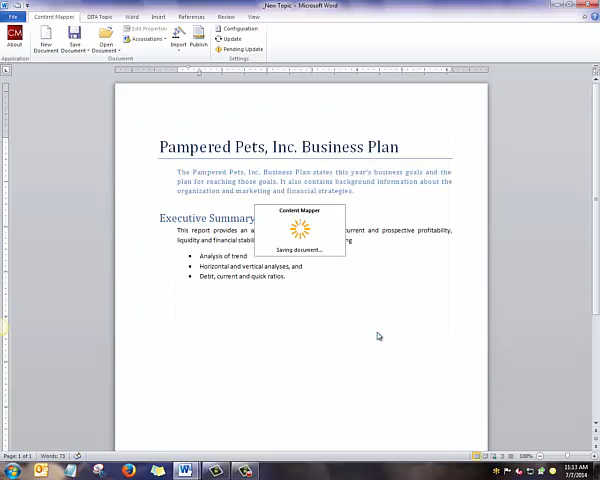 _New Topic - Microsoft Word
File Content Mapper DITA Topic Word Insert References Review View
CM About
New Document
Save Document
Open Document
Edit Properties
Associations
Import
Publish
Configuration
Update
Pending Update
Application Document Settings
Pampered Pets, Inc. Business Plan
The Pampered Pets, Inc. Business Plan states this year's business goals and the
plan for reaching those goals. It also contains background information about the
organization and marketing and financial strategies.
Executive Summary
This report provides an a urrent and prospective profitability,
liquidity and financial stabili ng
• Analysis of trend
• Horizontal and vertical analyses, and
• Debt, current and quick ratios.
Content Mapper
Saving document...
Page: 1 of 1 Words: 73 100%
11:13 AM
7/7/2014